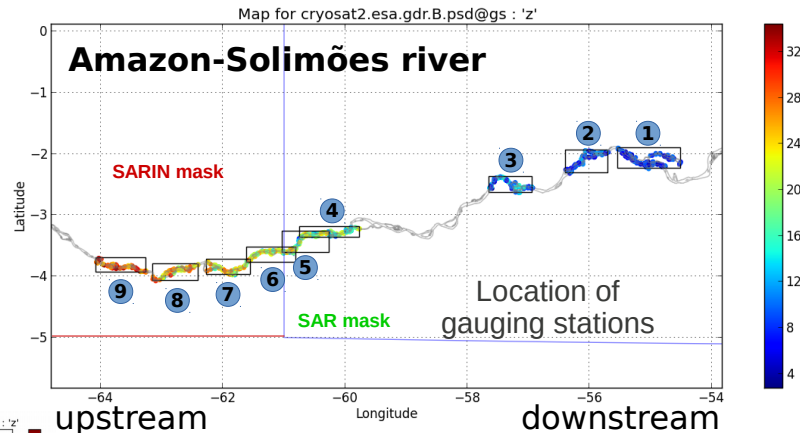 Map for cryosat2.esa.gdr.B.psd@gs : 'z'
Amazon-Solimões river
SARIN mask
SAR mask
Location of
gauging stations
1
2
3
4
5
6
7
8
9
Latitude
0
−1
−2
−3
−4
−5
−64
−62
−60
−58
−56
−54
Longitude
upstream
downstream
32
28
24
20
16
12
8
4
: 'z'